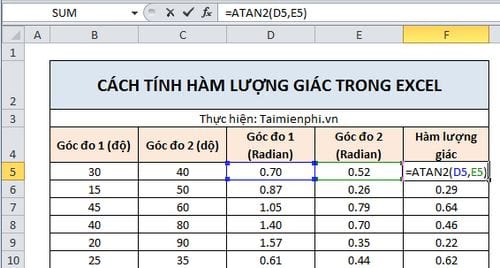 SUM =ATAN2(D5,E5)
A B C D E F
1
2 CÁCH TÍNH HÀM LƯỢNG GIÁC TRONG EXCEL
3 Thực hiện: Taimienphi.vn
4 Góc đo 1 (độ) Góc đo 2 (dộ) Góc đo 1 (Radian) Góc đo 2 (Radian) Hàm lượng giác
5 30 40 0.70 0.52 =ATAN2(D5,E5)
6 15 50 0.87 0.26 0.29
7 45 60 1.05 0.79 0.64
8 40 80 1.40 0.70 0.46
9 20 90 1.57 0.35 0.22
10 25 35 0.61 0.44 0.62